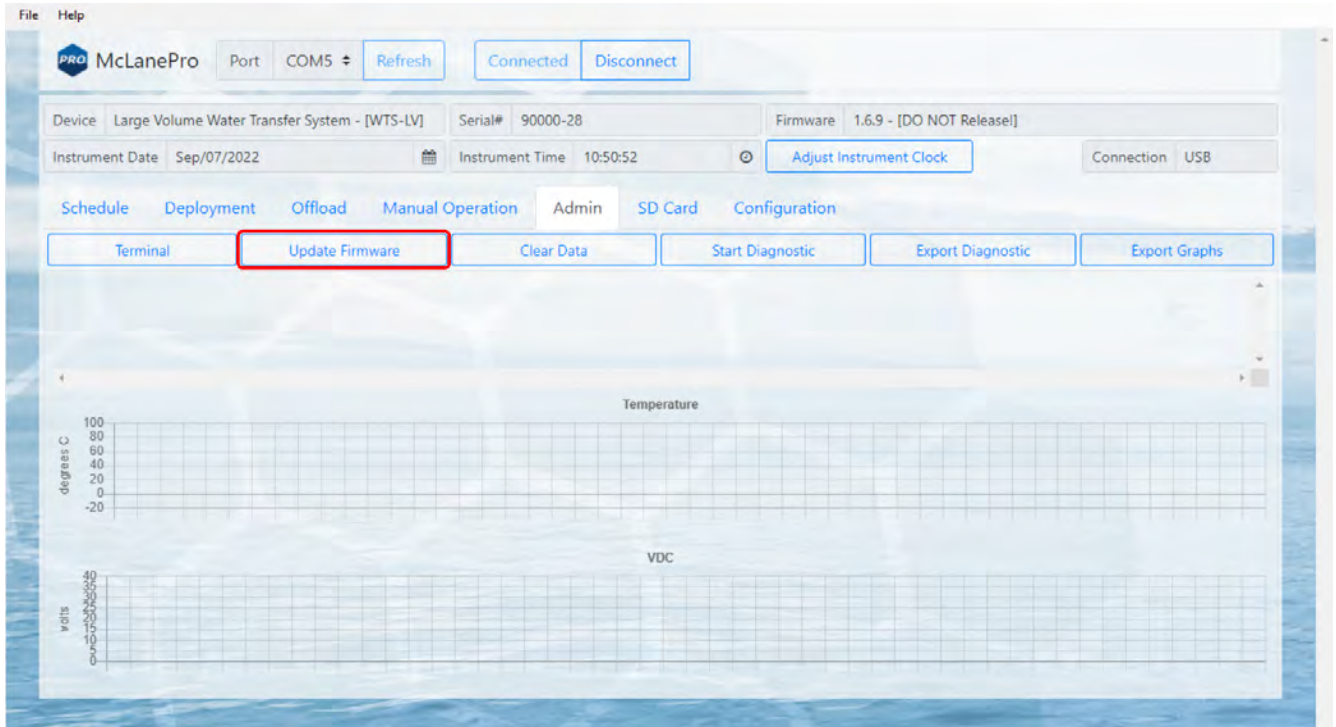 File Help
PRO McLanePro Port COM5 Refresh Connected Disconnect
Device Large Volume Water Transfer System - [WTS-LV] Serial# 90000-28 Firmware 1.6.9 - [DO NOT Release!]
Instrument Date Sep/07/2022 Instrument Time 10:50:52 Adjust Instrument Clock Connection USB
Schedule Deployment Offload Manual Operation Admin SD Card Configuration
Terminal Update Firmware Clear Data Start Diagnostic Export Diagnostic Export Graphs
Temperature
degrees C
100
80
60
40
20
0
-20
VDC
volts
40
35
30
25
20
15
10
5
0